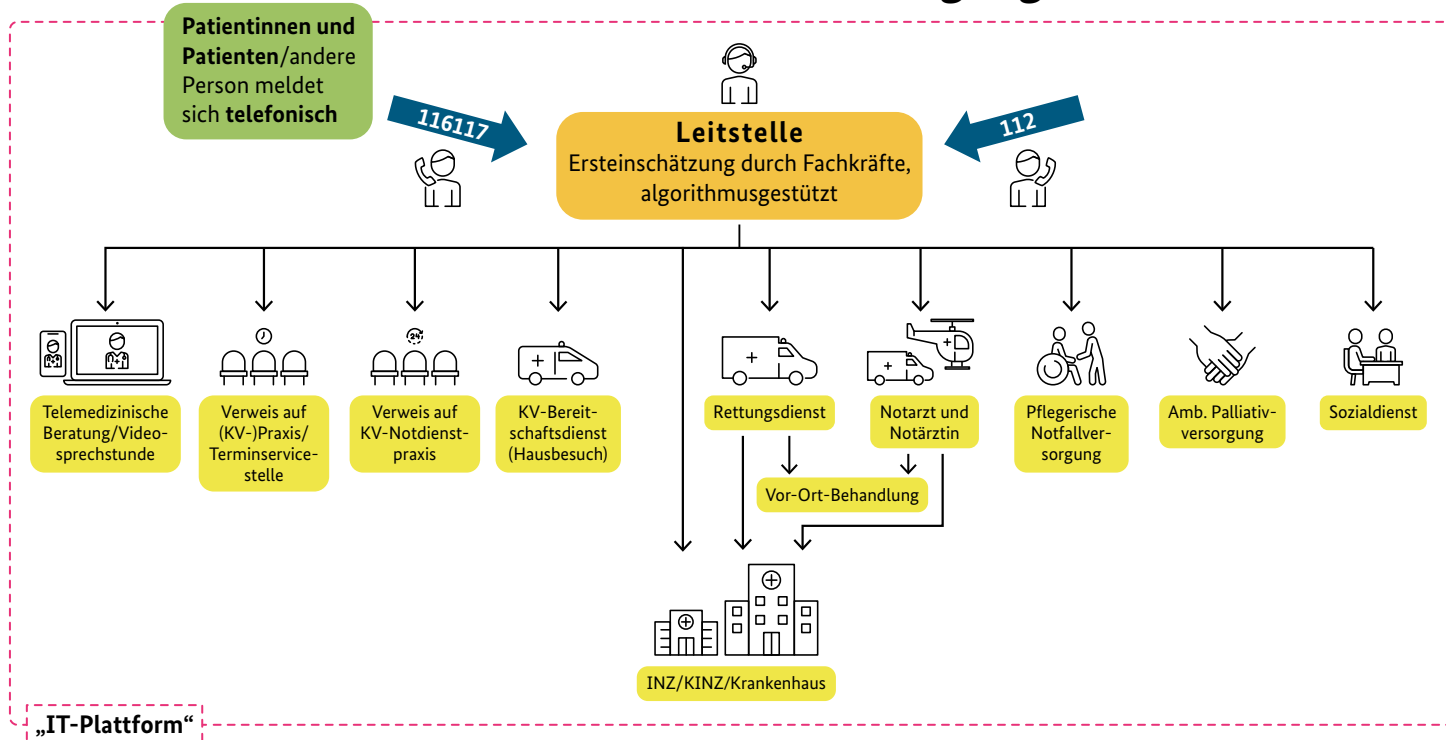 Patientinnen und
Patienten/andere
Person meldet
sich telefonisch
116117
112
Leitstelle
Ersteinschätzung durch Fachkräfte,
algorithmusgestützt
24
Telemedizinische
Beratung/Video-
sprechstunde
Verweis auf
(KV-)Praxis/
Terminservice-
stelle
Verweis auf
KV-Notdienst-
praxis
KV-Bereit-
schaftsdienst
(Hausbesuch)
Rettungsdienst
Notarzt und
Notärztin
Pflegerische
Notfallver-
sorgung
Amb. Palliativ-
versorgung
Sozialdienst
Vor-Ort-Behandlung
INZ/KINZ/Krankenhaus
„IT-Plattform“